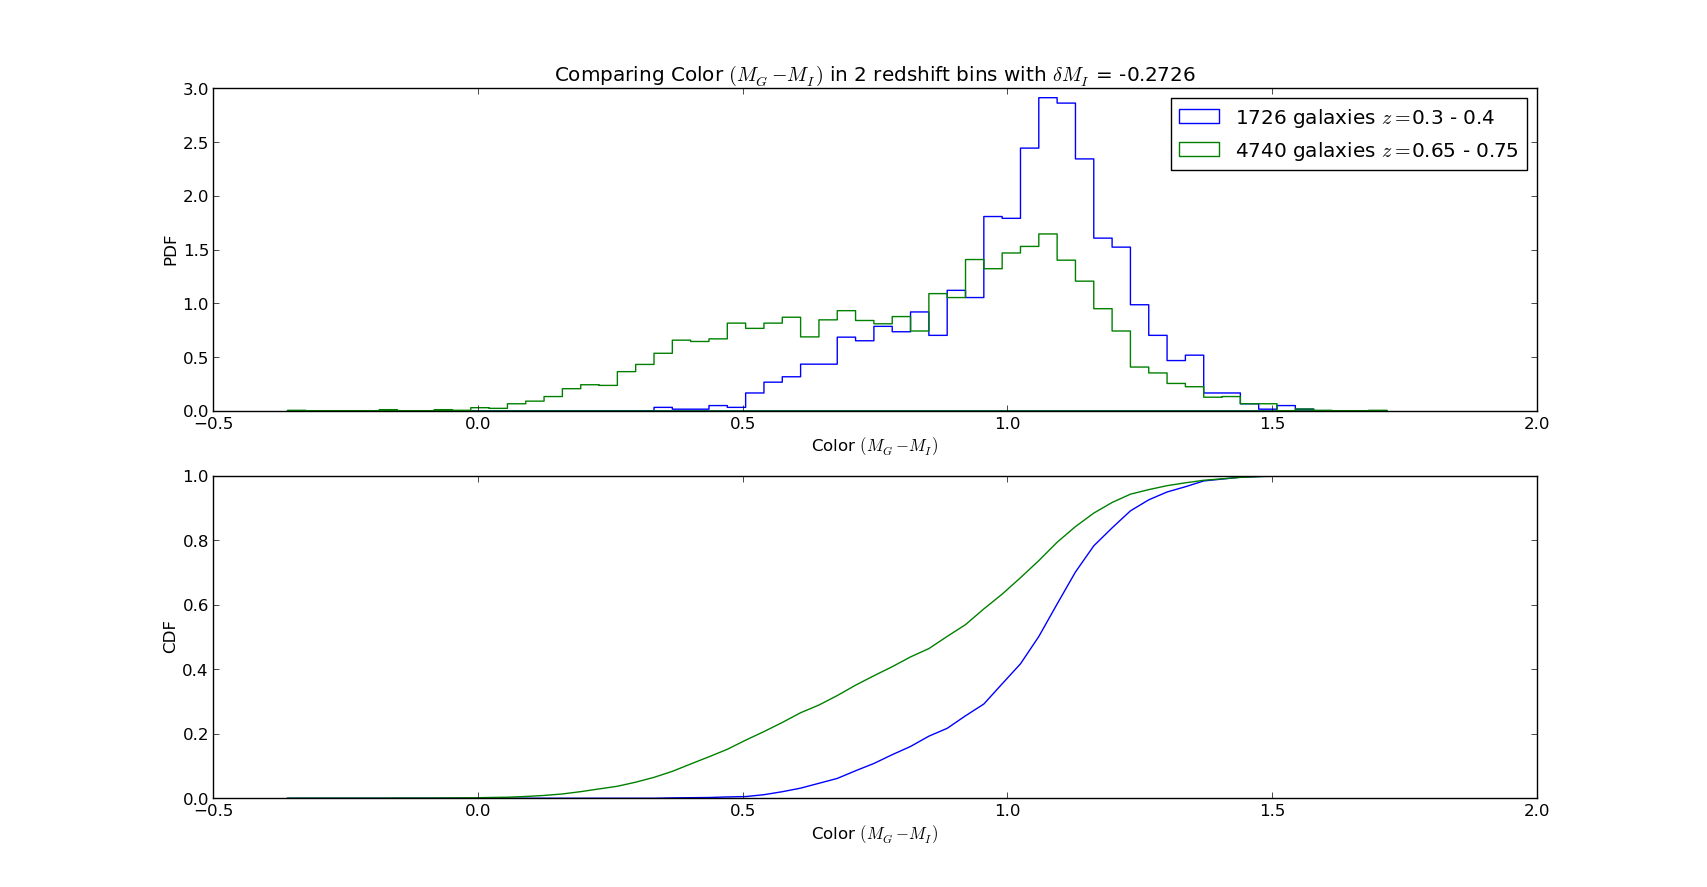 Comparing Color $(M_G - M_I)$ in 2 redshift bins with $\delta M_I$ = -0.2726
3.0
2.5
2.0
1.5
1.0
0.5
0.0
PDF
1726 galaxies $z=$0.3 - 0.4
4740 galaxies $z=$0.65 - 0.75
−0.5 0.0 0.5 1.0 1.5 2.0
Color $(M_G - M_I)$
1.0
0.8
0.6
0.4
0.2
0.0
CDF
−0.5 0.0 0.5 1.0 1.5 2.0
Color $(M_G - M_I)$